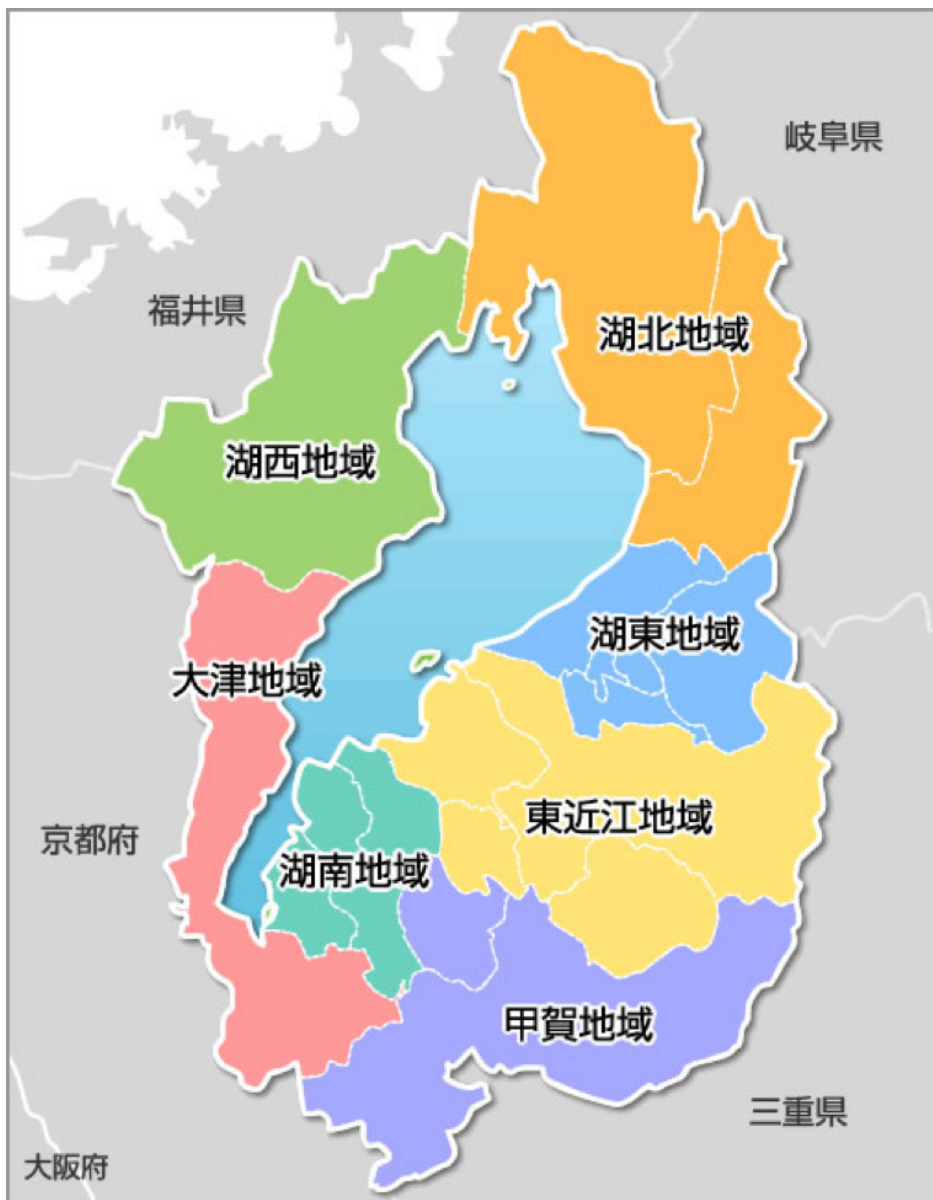 岐阜県
福井県
湖北地域
湖西地域
湖東地域
大津地域
東近江地域
京都府
湖南地域
甲賀地域
三重県
大阪府